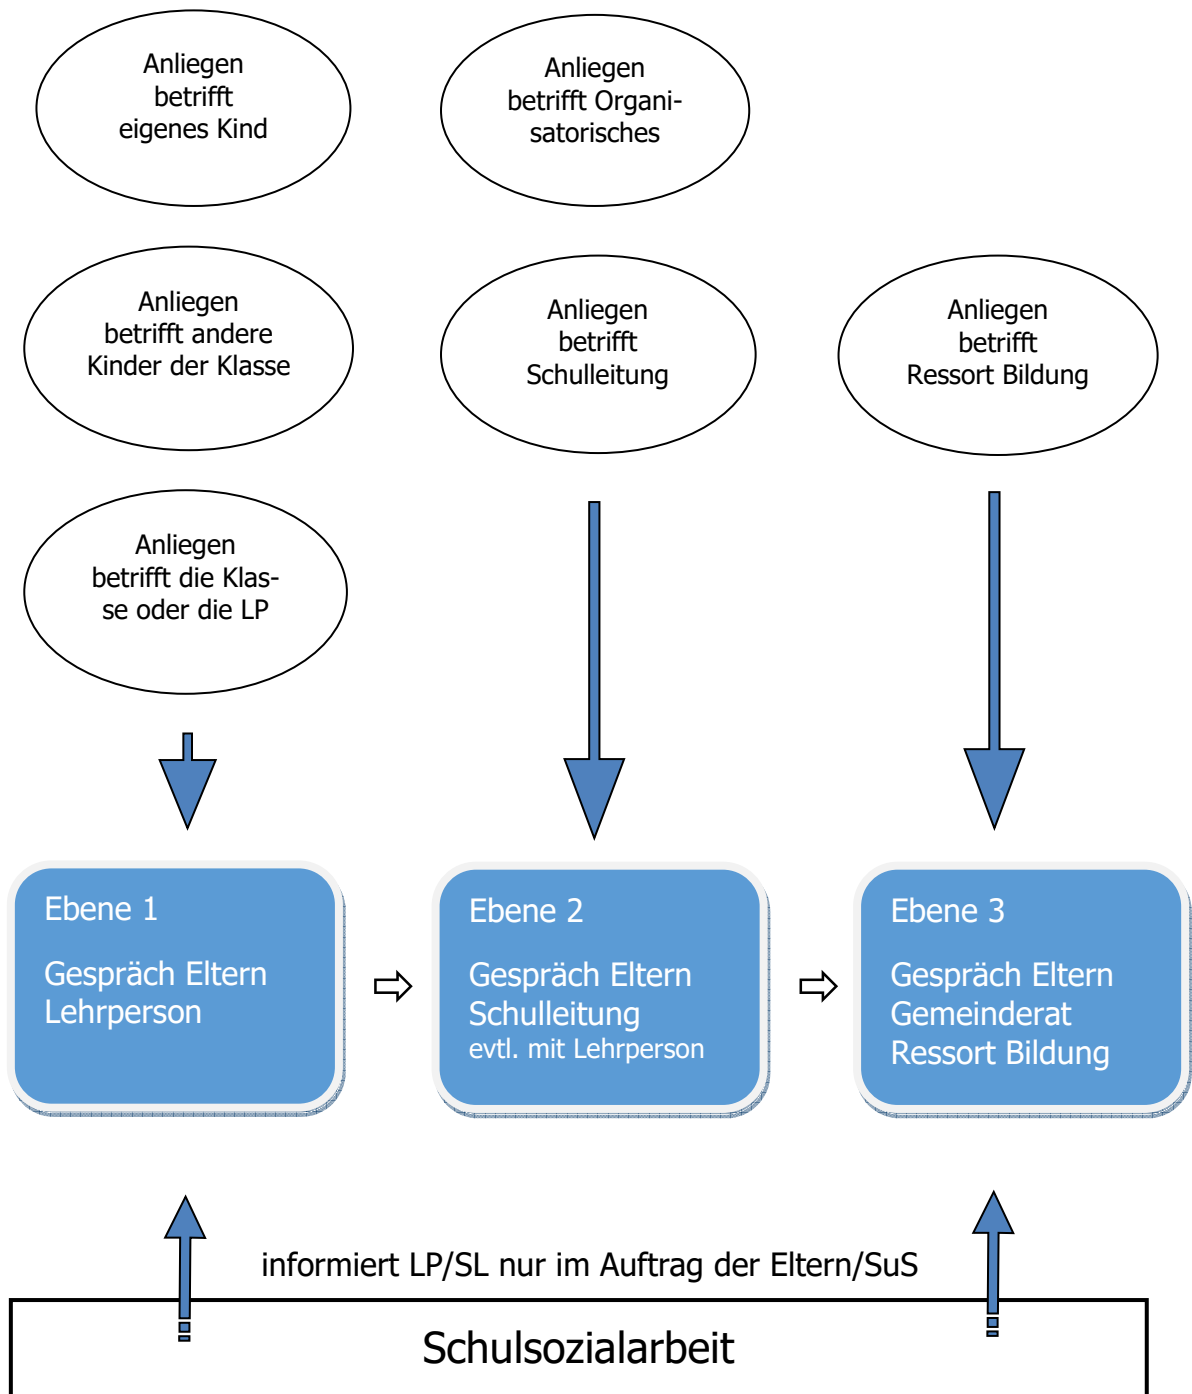 Anliegen
betrifft
eigenes Kind
Anliegen
betrifft Organi-
satorisches
Anliegen
betrifft andere
Kinder der Klasse
Anliegen
betrifft
Schulleitung
Anliegen
betrifft
Ressort Bildung
Anliegen
betrifft die Klas-
se oder die LP
Ebene 1
Gespräch Eltern
Lehrperson
Ebene 2
Gespräch Eltern
Schulleitung
evtl. mit Lehrperson
Ebene 3
Gespräch Eltern
Gemeinderat
Ressort Bildung
informiert LP/SL nur im Auftrag der Eltern/SuS
Schulsozialarbeit